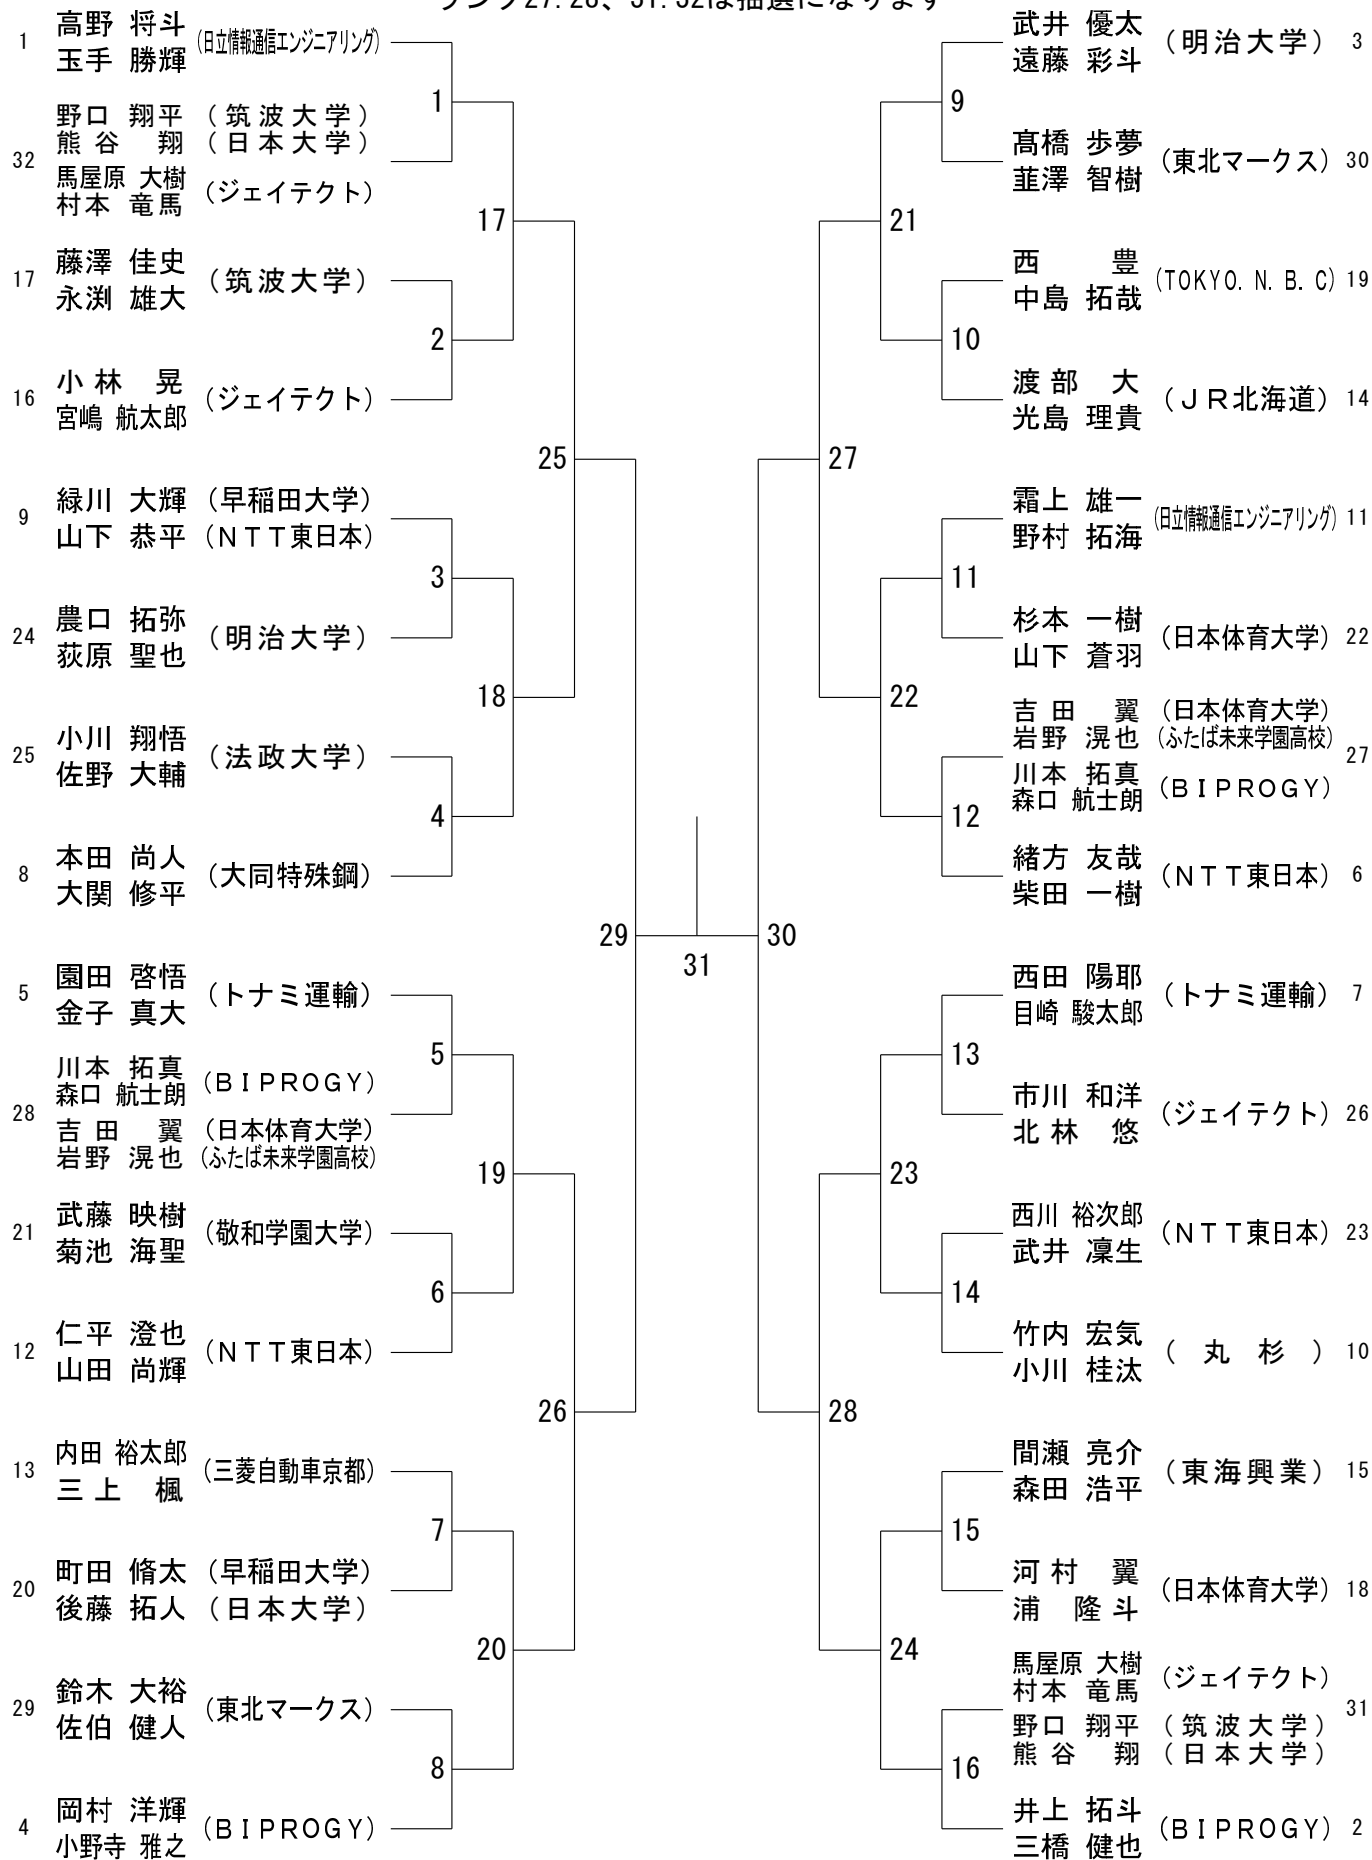 ランク27.28、31.32は抽選になります
1 高野 将斗 (日立情報通信エンジニアリング)
玉手 勝輝
1
32 野口 翔平 (筑波大学)
熊谷 翔 (日本大学)
馬屋原 大樹 (ジェイテクト)
村本 竜馬
17
17 藤澤 佳史 (筑波大学)
永渕 雄大
2
16 小林 晃 (ジェイテクト)
宮嶋 航太郎
25
9 緑川 大輝 (早稲田大学)
山下 恭平 (NTT東日本)
3
24 農口 拓弥 (明治大学)
荻原 聖也
18
25 小川 翔悟 (法政大学)
佐野 大輔
4
8 本田 尚人 (大同特殊鋼)
大関 修平
29
5 園田 啓悟 (トナミ運輸)
金子 真大
5
28 川本 拓真 (BIPROGY)
森口 航士朗
吉田 翼 (日本体育大学)
岩野 滉也 (ふたば未来学園高校)
19
21 武藤 映樹 (敬和学園大学)
菊池 海聖
6
12 仁平 澄也 (NTT東日本)
山田 尚輝
26
13 内田 裕太郎 (三菱自動車京都)
三上 楓
7
20 町田 脩太 (早稲田大学)
後藤 拓人 (日本大学)
20
29 鈴木 大裕 (東北マークス)
佐伯 健人
8
4 岡村 洋輝 (BIPROGY)
小野寺 雅之
31
武井 優太 (明治大学) 3
遠藤 彩斗
9
髙橋 歩夢 (東北マークス) 30
韮澤 智樹
21
西 豊 (TOKYO.N.B.C) 19
中島 拓哉
10
渡部 大 (JR北海道) 14
光島 理貴
27
霜上 雄一 (日立情報通信エンジニアリング) 11
野村 拓海
11
杉本 一樹 (日本体育大学) 22
山下 蒼羽
22
吉田 翼 (日本体育大学)
岩野 滉也 (ふたば未来学園高校) 27
川本 拓真 (BIPROGY)
森口 航士朗
12
緒方 友哉 (NTT東日本) 6
柴田 一樹
30
西田 陽耶 (トナミ運輸) 7
目崎 駿太郎
13
市川 和洋 (ジェイテクト) 26
北林 悠
23
西川 裕次郎 (NTT東日本) 23
武井 凜生
14
竹内 宏気 (丸杉) 10
小川 桂汰
28
間瀬 亮介 (東海興業) 15
森田 浩平
15
河村 翼 (日本体育大学) 18
浦 隆斗
24
馬屋原 大樹 (ジェイテクト)
村本 竜馬 31
野口 翔平 (筑波大学)
熊谷 翔 (日本大学)
16
井上 拓斗 (BIPROGY) 2
三橋 健也